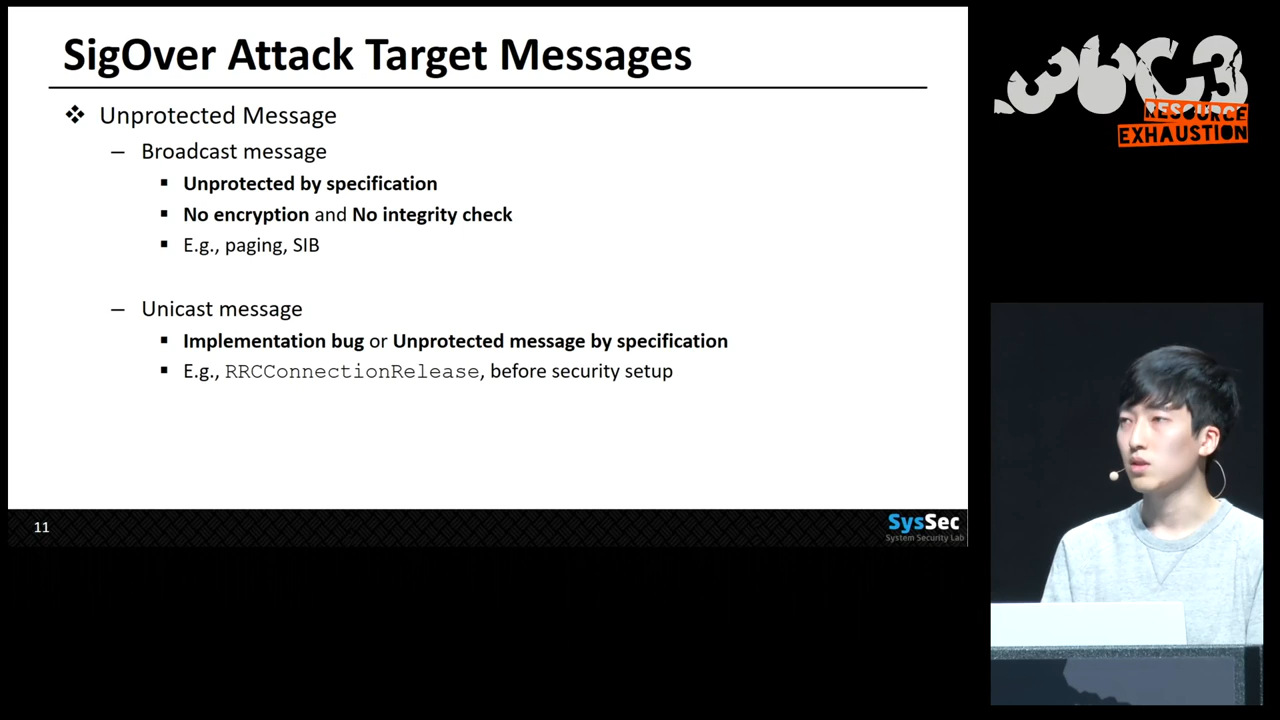 SigOver Attack Target Messages
❖ Unprotected Message
– Broadcast message
▪ Unprotected by specification
▪ No encryption and No integrity check
▪ E.g., paging, SIB
– Unicast message
▪ Implementation bug or Unprotected message by specification
▪ E.g., RRCConnectionRelease, before security setup
11
SysSec
System Security Lab
36C3
RESOURCE
EXHAUSTION